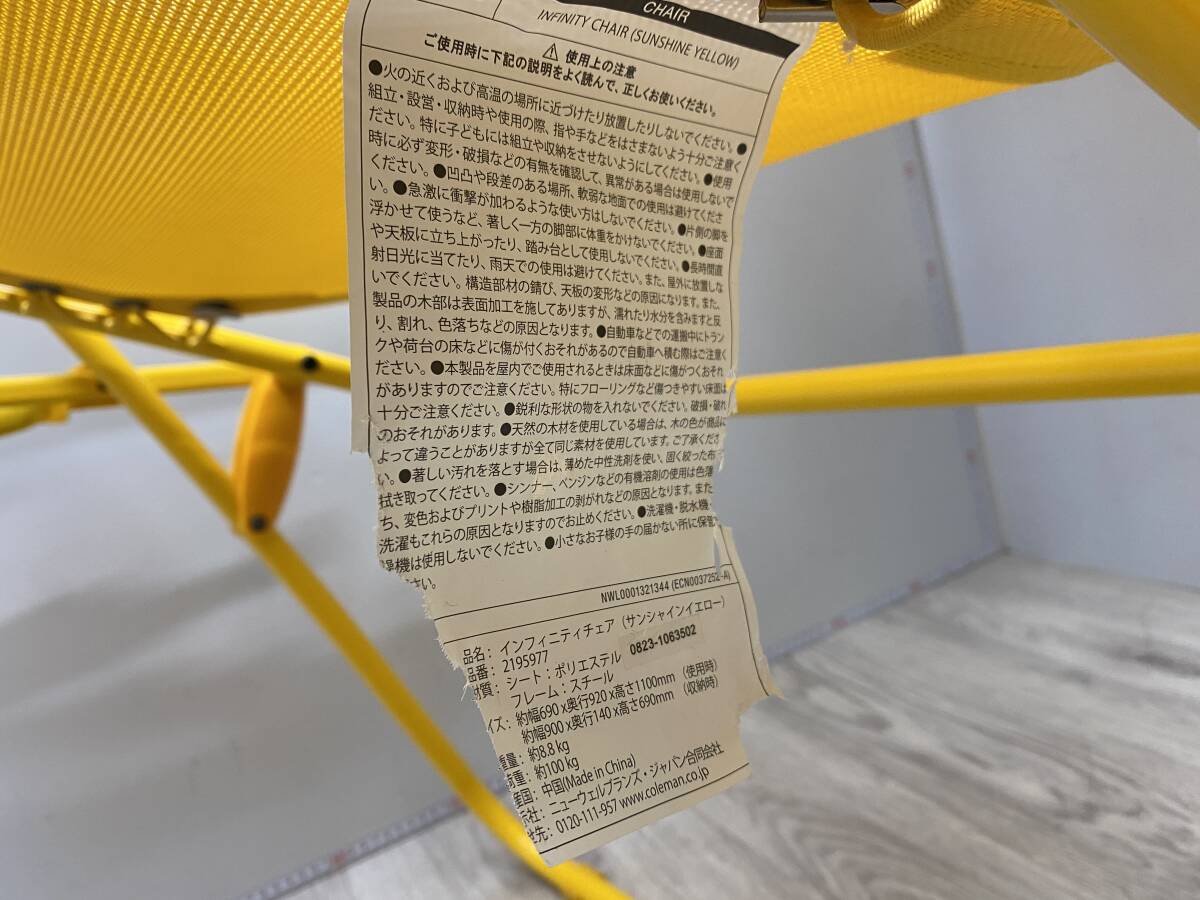 CHAIR
INFINITY CHAIR (SUNSHINE YELLOW)
⚠ 使用上の注意
ご使用時に下記の説明をよく読んで、正しくお使いください。
●火の近くおよび高温の場所に近づけたり放置したりしないでください。●
組立・設営・収納時や使用の際、指や手などをはさまないよう十分ご注意く
ださい。特に子どもには組立や収納をさせないようにしてください。●使用
時に必ず変形・破損などの有無を確認して、異常がある場合は使用しないで
ください。●凹凸や段差のある場所、軟弱な地面での使用は避けてくださ
い。●急激に衝撃が加わるような使い方はしないでください。●片側の脚を
浮かせて使うなど、著しく一方の脚部に体重をかけないでください。●座面
や天板に立ち上がったり、踏み台として使用しないでください。●長時間直
射日光に当てたり、雨天での使用は避けてください。また、屋外に放置しな
いでください。構造部材の錆び、天板の変形などの原因になります。また、
製品の木部は表面加工を施してありますが、濡れたり水分を含みますと反
り、割れ、色落ちなどの原因となります。●自動車などでの運搬中にトラン
クや荷台の床などに傷が付くおそれがあるので自動車へ積む際はご注意く
ださい。●本製品を屋内でご使用されるときは床面などに傷がつくおそれ
がありますのでご注意ください。特にフローリングなど傷つきやすい床面は
十分ご注意ください。●鋭利な形状の物を入れないでください。破損・破れ
のおそれがあります。●天然の木材を使用している場合は、木の色が商品に
よって違うことがありますが全て同じ素材を使用しています。ご了承くださ
い。●著しい汚れを落とす場合は、薄めた中性洗剤を使い、固く絞った布
拭き取ってください。●シンナー、ベンジンなどの有機溶剤の使用は色落
ち、変色およびプリントや樹脂加工の剥がれなどの原因となります。また
洗濯もこれらの原因となりますのでお止めください。●洗濯機・脱水機・
燥機は使用しないでください。●小さなお子様の手の届かない所に保管
さい。
NWL0001321344 (ECN0037252-A)
品名：インフィニティチェア（サンシャインイエロー）
品番：2195977
材質：シート：ポリエステル 0823-1063502
フレーム：スチール
イズ：約幅690 x奥行920 x高さ1100mm（使用時）
約幅900 x奥行140 x高さ690mm（収納時）
重量：約8.8 kg
荷重：約100 kg
産国：中国(Made in China)
示社：ニューウェルブランズ・ジャパン合同会社
先：0120-111-957 www.coleman.co.jp